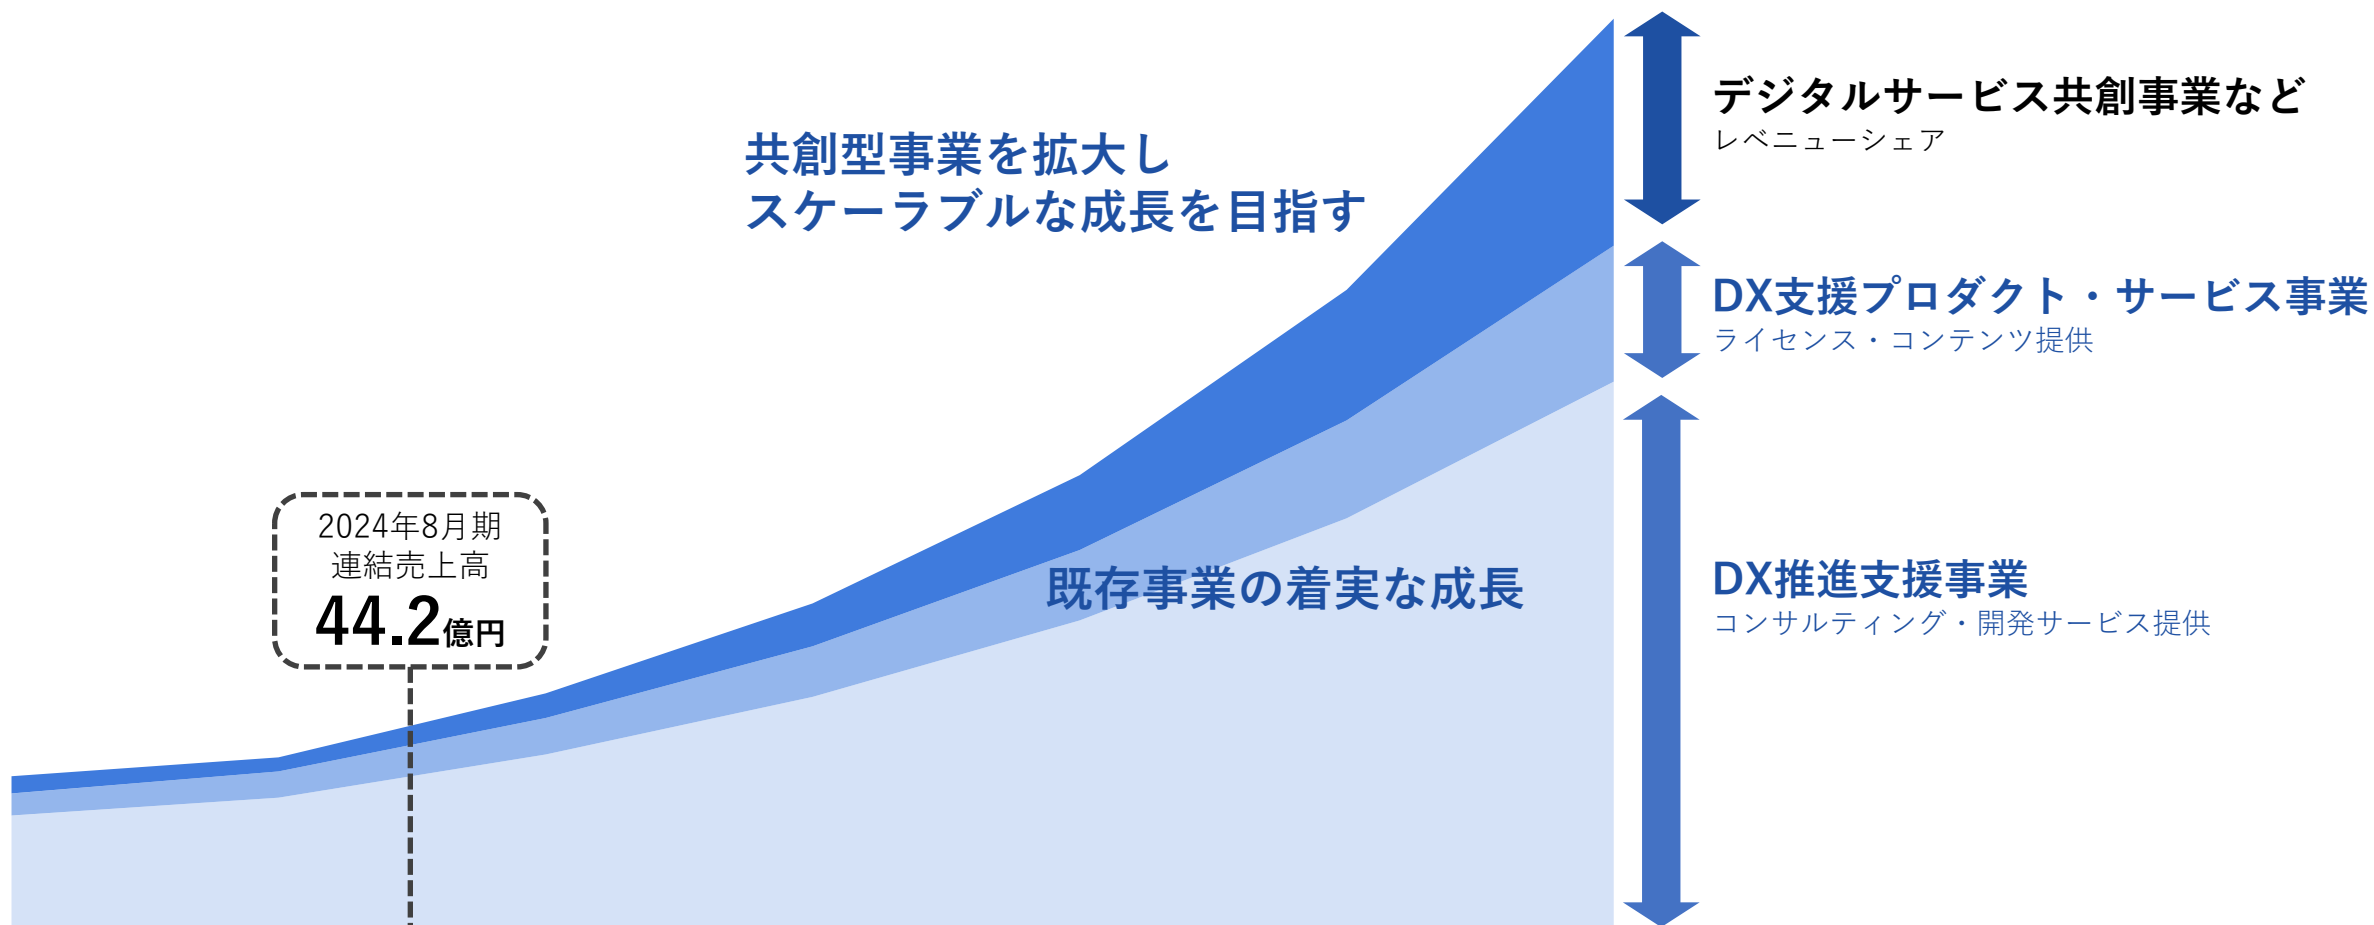 共創型事業を拡大し
スケーラブルな成長を目指す
デジタルサービス共創事業など
レベニューシェア
DX支援プロダクト・サービス事業
ライセンス・コンテンツ提供
2024年8月期
連結売上高
44.2億円
既存事業の着実な成長
DX推進支援事業
コンサルティング・開発サービス提供